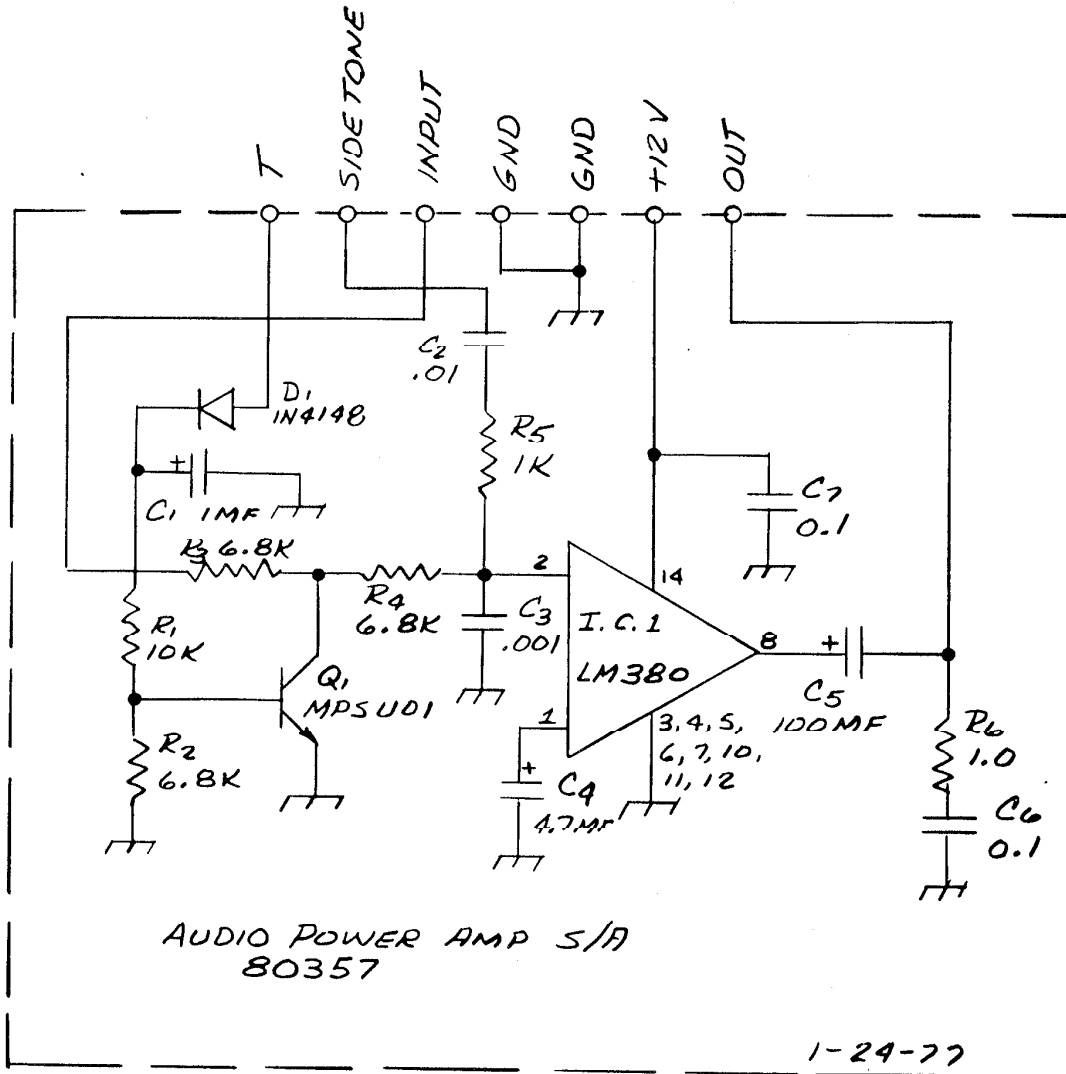 T
SIDETONE
INPUT
GND
GND
+12V
OUT
C2
.01
D1
1N4148
R5
1K
+
C1 1MF
C7
0.1
R3 6.8K
2
14
R4
6.8K
C3
.001
I.C.1
LM380
8
+
R1
10K
Q1
MPSU01
C5
100MF
1
3,4,5,
6,7,10,
11,12
R6
1.0
R2
6.8K
+
C4
4.7MF
C6
0.1
AUDIO POWER AMP S/A
80357
1-24-77